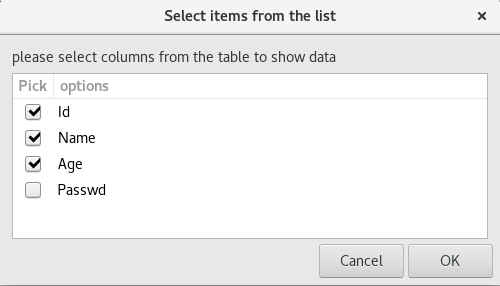 Select items from the list
please select columns from the table to show data
Pick options
Id
Name
Age
Passwd
Cancel OK